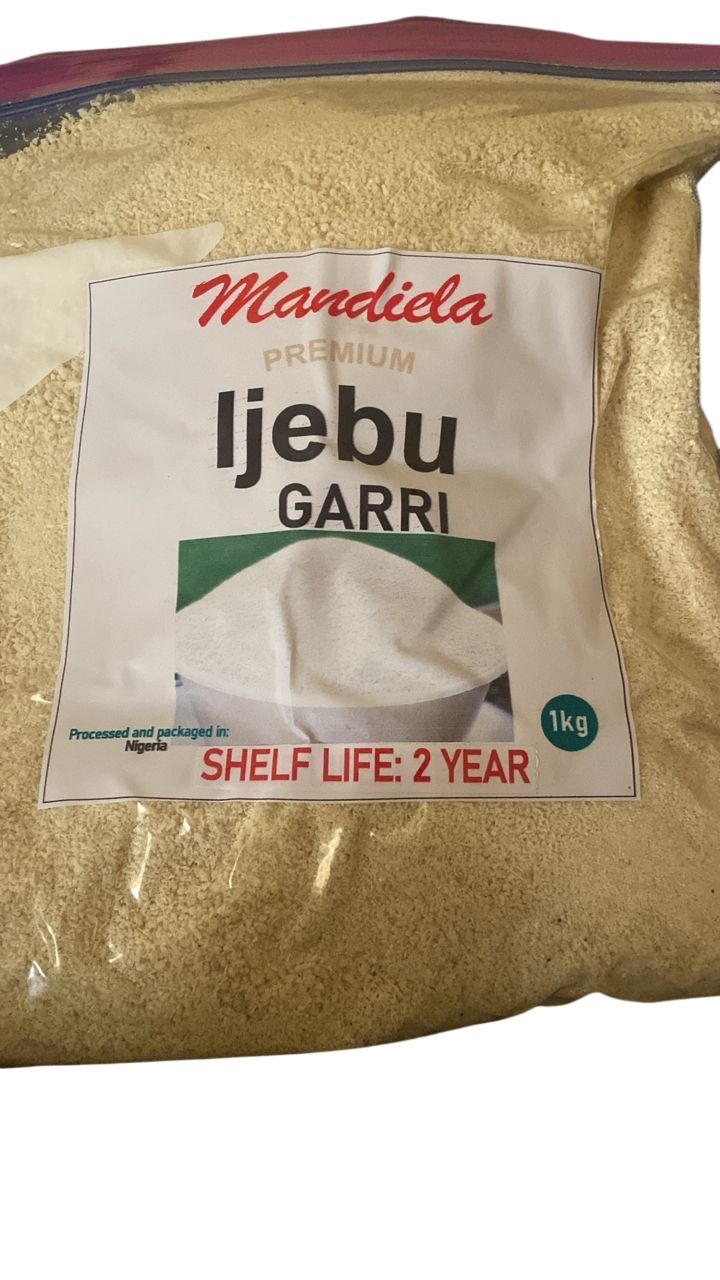 Mandiela
PREMIUM
Ijebu
GARRI
1kg
Processed and packaged in:
Nigeria
SHELF LIFE: 2 YEAR